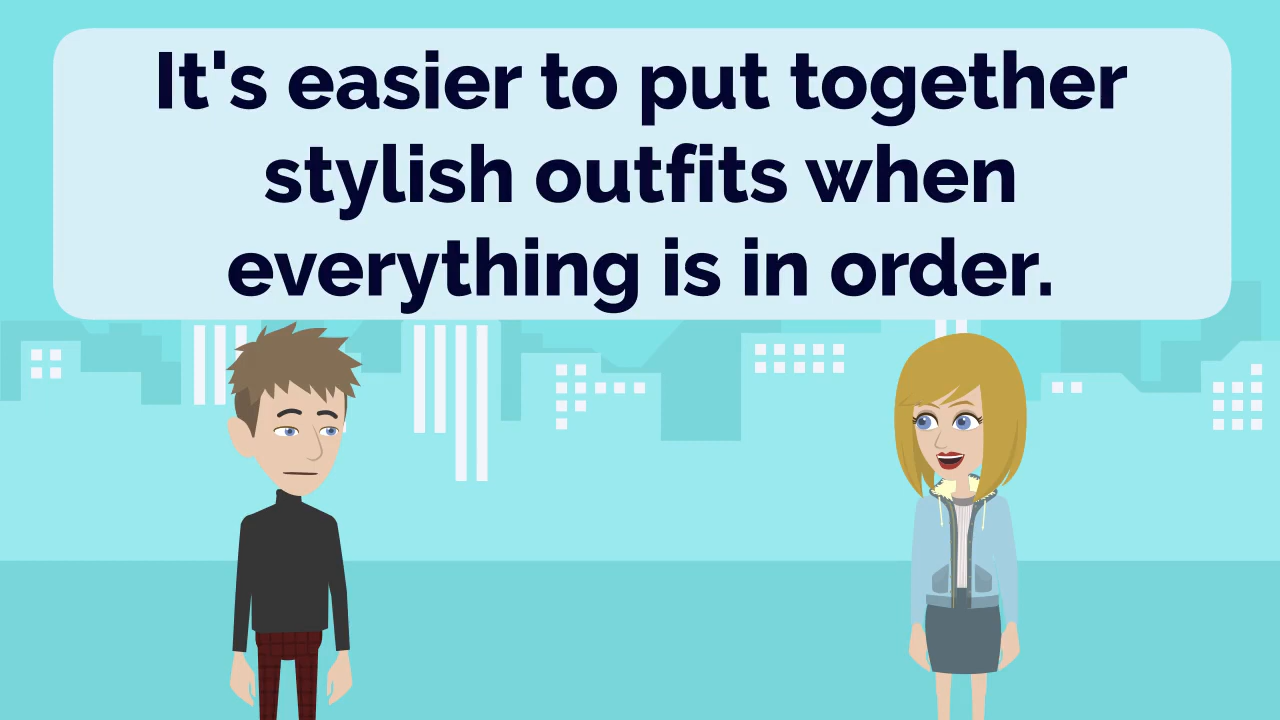 It's easier to put together
stylish outfits when
everything is in order.